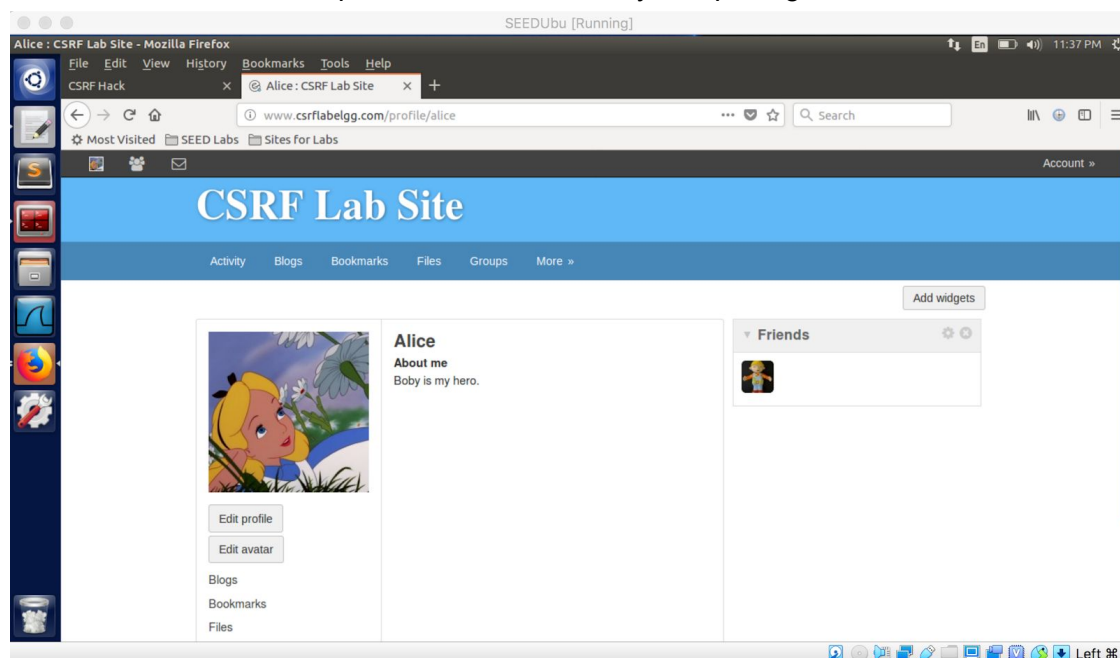 SEEDUbu [Running]
Alice : CSRF Lab Site - Mozilla Firefox
En
11:37 PM
File Edit View History Bookmarks Tools Help
CSRF Hack
Alice : CSRF Lab Site
www.csrflabelgg.com/profile/alice
Search
Most Visited SEED Labs Sites for Labs
Account »
CSRF Lab Site
Activity Blogs Bookmarks Files Groups More »
Add widgets
Alice
About me
Boby is my hero.
Friends
Edit profile
Edit avatar
Blogs
Bookmarks
Files
Left ⌘